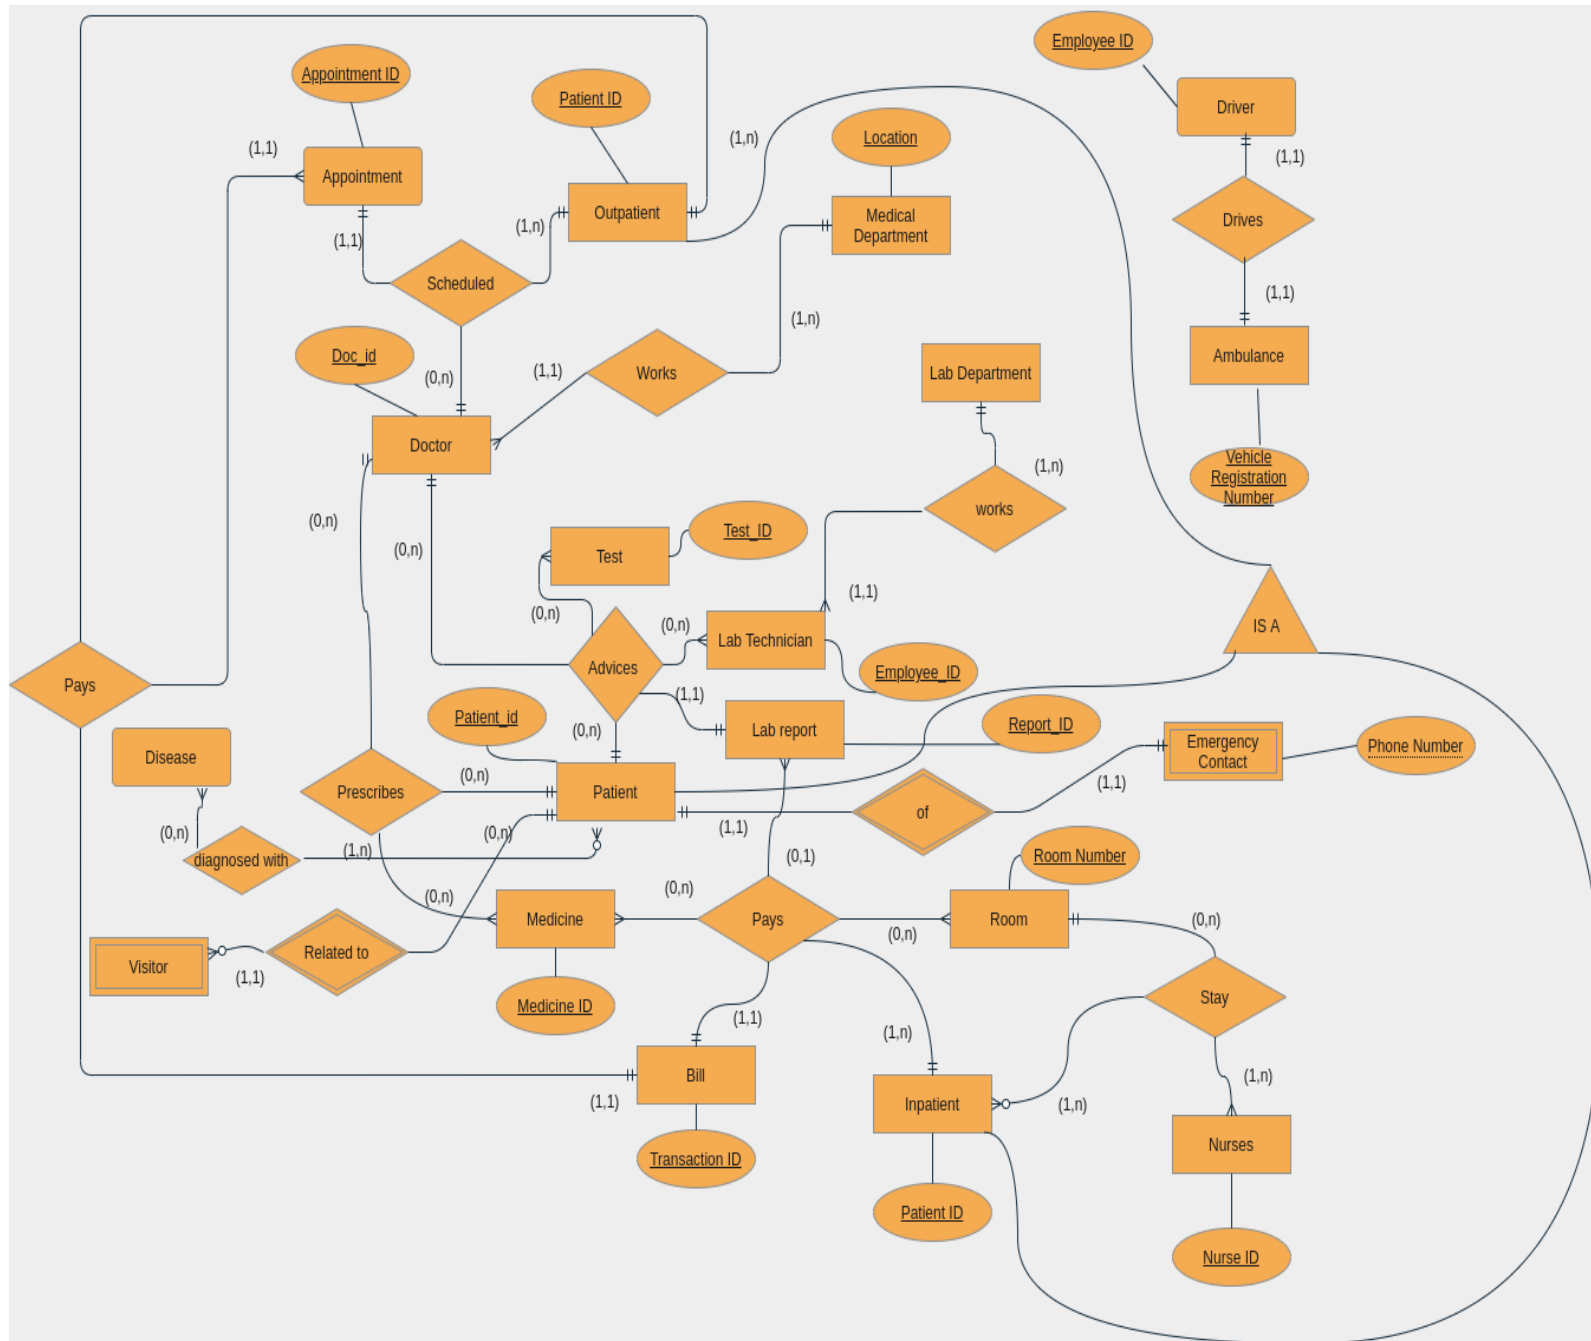 Employee ID
Appointment ID
Patient ID
Driver
Location
(1,n)
(1,1)
(1,1)
Appointment
Outpatient
Medical
Department
Drives
(1,n)
(1,1)
Scheduled
(1,1)
(1,n)
Doc_id
Ambulance
(0,n)
(1,1)
Works
Lab Department
Doctor
Vehicle
Registration
Number
(1,n)
(0,n)
works
Test_ID
(0,n)
Test
(1,1)
(0,n)
(0,n)
IS A
Lab Technician
Advices
Employee_ID
Pays
(1,1)
Patient_id
Report_ID
(0,n)
Lab report
Emergency
Contact
Phone Number
Disease
(0,n)
(1,1)
Prescribes
Patient
of
(1,1)
(0,n)
(0,n)
(1,n)
(0,1)
Room Number
diagnosed with
(0,n)
(0,n)
Medicine
Pays
Room
(0,n)
(0,n)
Related to
Visitor
(1,1)
Stay
Medicine ID
(1,1)
(1,n)
Bill
(1,n)
(1,1)
Inpatient
(1,n)
Nurses
Transaction ID
Patient ID
Nurse ID